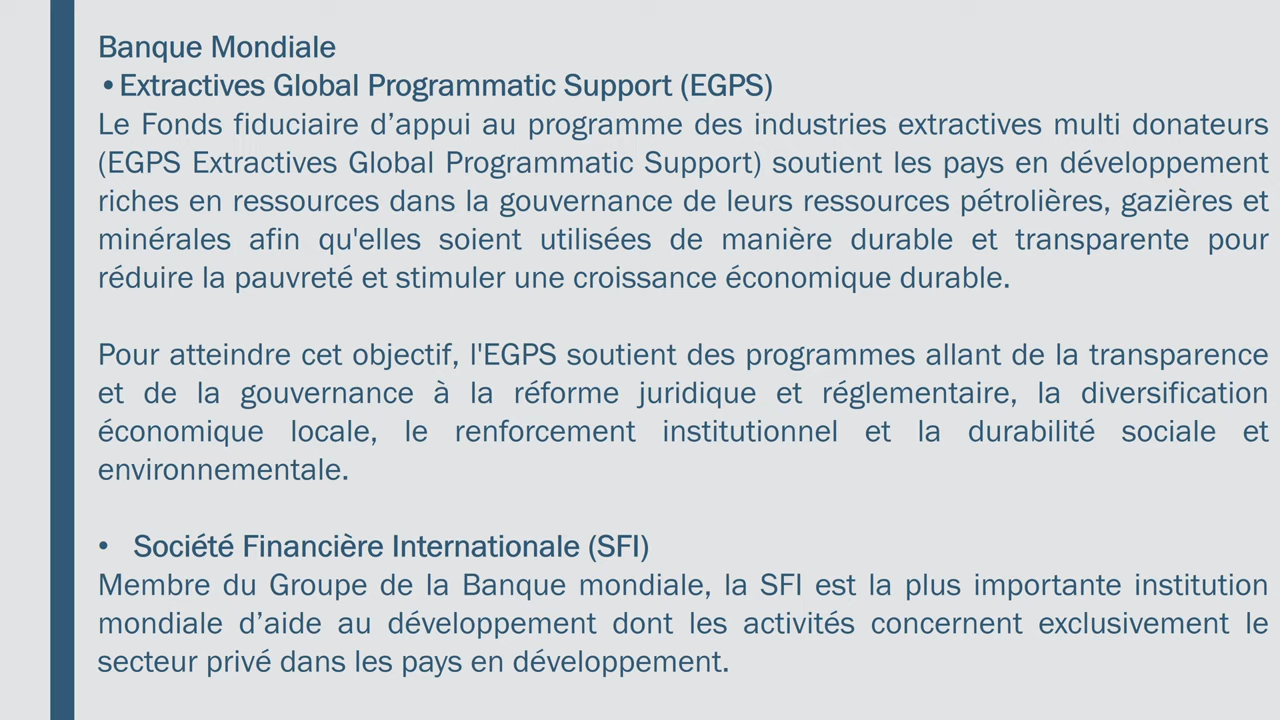 Banque Mondiale
•Extractives Global Programmatic Support (EGPS)
Le Fonds fiduciaire d’appui au programme des industries extractives multi donateurs
(EGPS Extractives Global Programmatic Support) soutient les pays en développement
riches en ressources dans la gouvernance de leurs ressources pétrolières, gazières et
minérales afin qu'elles soient utilisées de manière durable et transparente pour
réduire la pauvreté et stimuler une croissance économique durable.
Pour atteindre cet objectif, l'EGPS soutient des programmes allant de la transparence
et de la gouvernance à la réforme juridique et réglementaire, la diversification
économique locale, le renforcement institutionnel et la durabilité sociale et
environnementale.
• Société Financière Internationale (SFI)
Membre du Groupe de la Banque mondiale, la SFI est la plus importante institution
mondiale d’aide au développement dont les activités concernent exclusivement le
secteur privé dans les pays en développement.